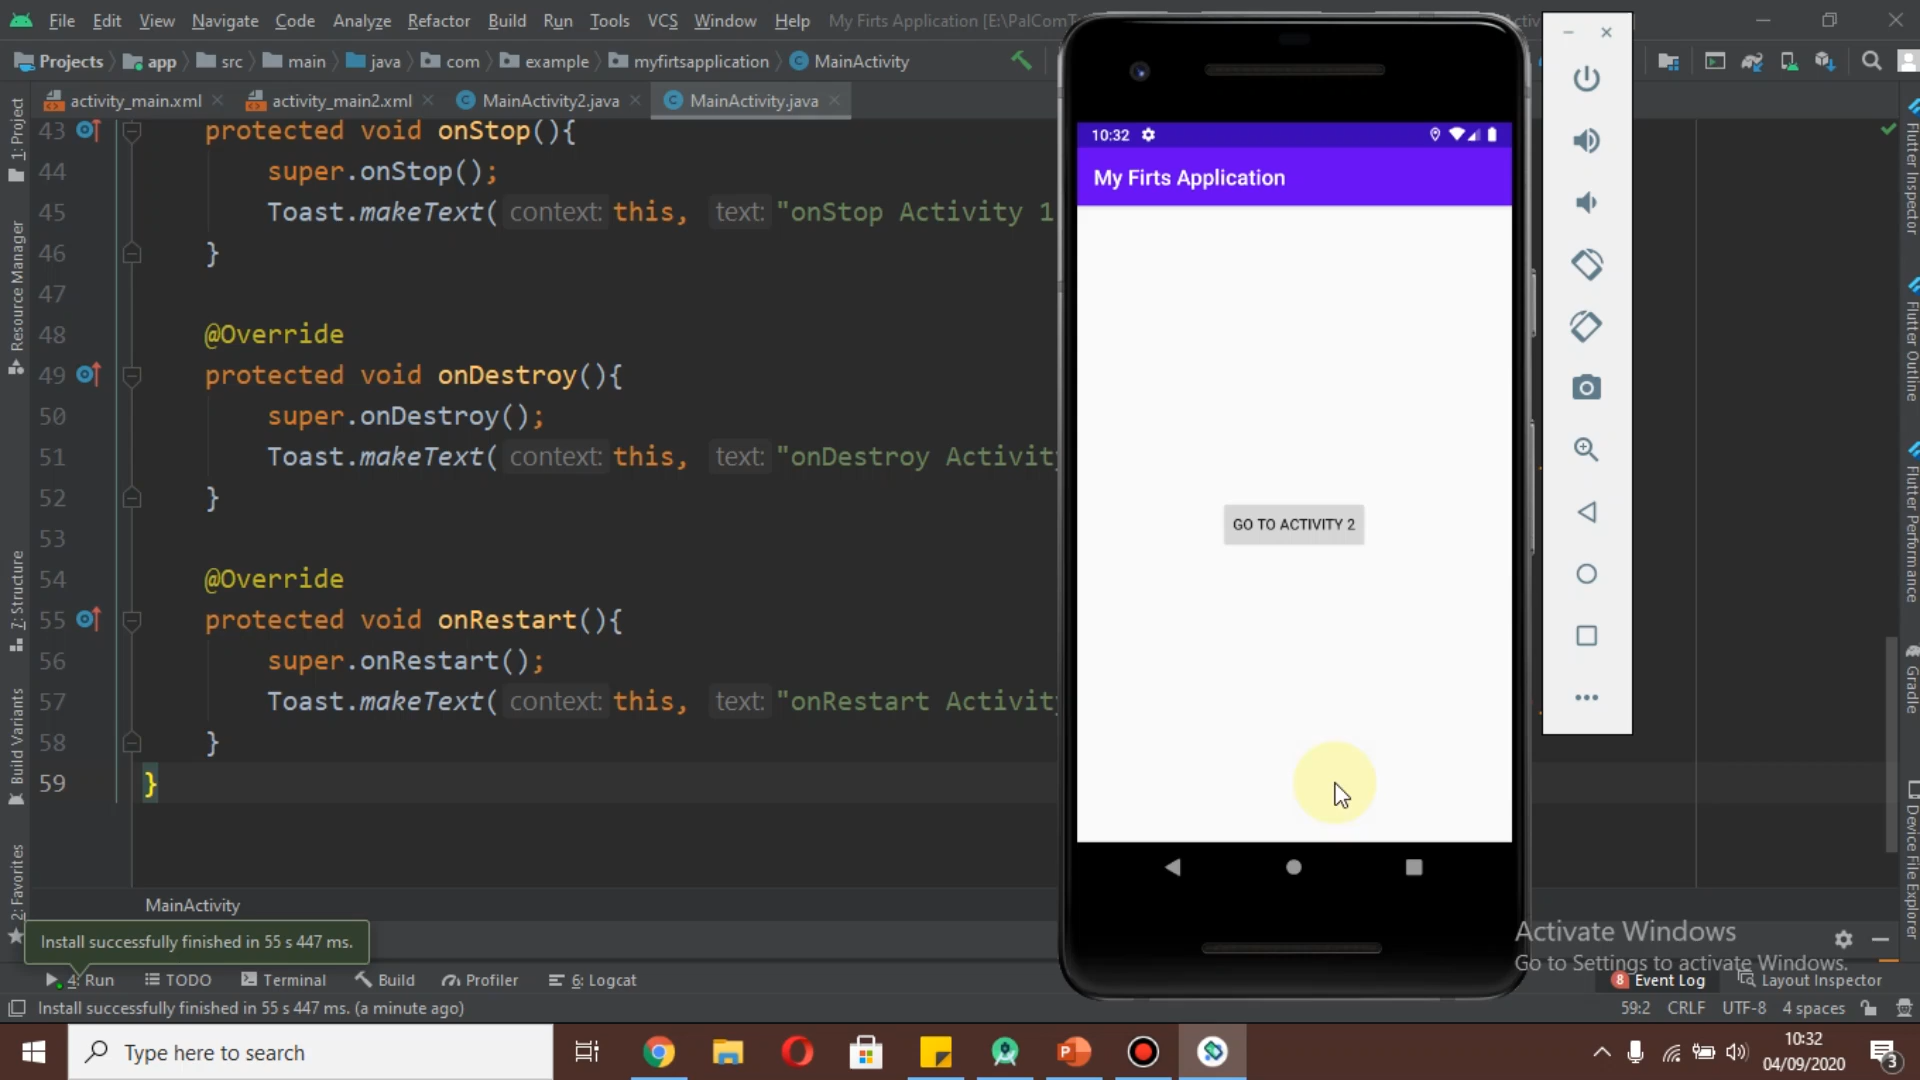 File Edit View Navigate Code Analyze Refactor Build Run Tools VCS Window Help My Firts Application [E:\PalComT
Projects app src main java com example myfirtsapplication MainActivity
activity_main.xml activity_main2.xml MainActivity2.java MainActivity.java
43 protected void onStop(){
44 super.onStop();
45 Toast.makeText( context: this, text: "onStop Activity 1
46 }
47
48 @Override
49 protected void onDestroy(){
50 super.onDestroy();
51 Toast.makeText( context: this, text: "onDestroy Activit
52 }
53
54 @Override
55 protected void onRestart(){
56 super.onRestart();
57 Toast.makeText( context: this, text: "onRestart Activit
58 }
59 }
MainActivity
1: Project
Resource Manager
7: Structure
Build Variants
2: Favorites
10:32
My Firts Application
GO TO ACTIVITY 2
Flutter Inspector
Flutter Outline
Flutter Performance
Gradle
Device File Explorer
Install successfully finished in 55 s 447 ms.
Activate Windows
Go to Settings to activate Windows.
4: Run TODO Terminal Build Profiler 6: Logcat 8 Event Log Layout Inspector
Install successfully finished in 55 s 447 ms. (a minute ago) 59:2 CRLF UTF-8 4 spaces
Type here to search
10:32
04/09/2020
3